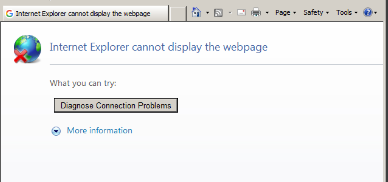 Internet Explorer cannot display the webpage
Page Safety Tools
Internet Explorer cannot display the webpage
What you can try:
Diagnose Connection Problems
More information